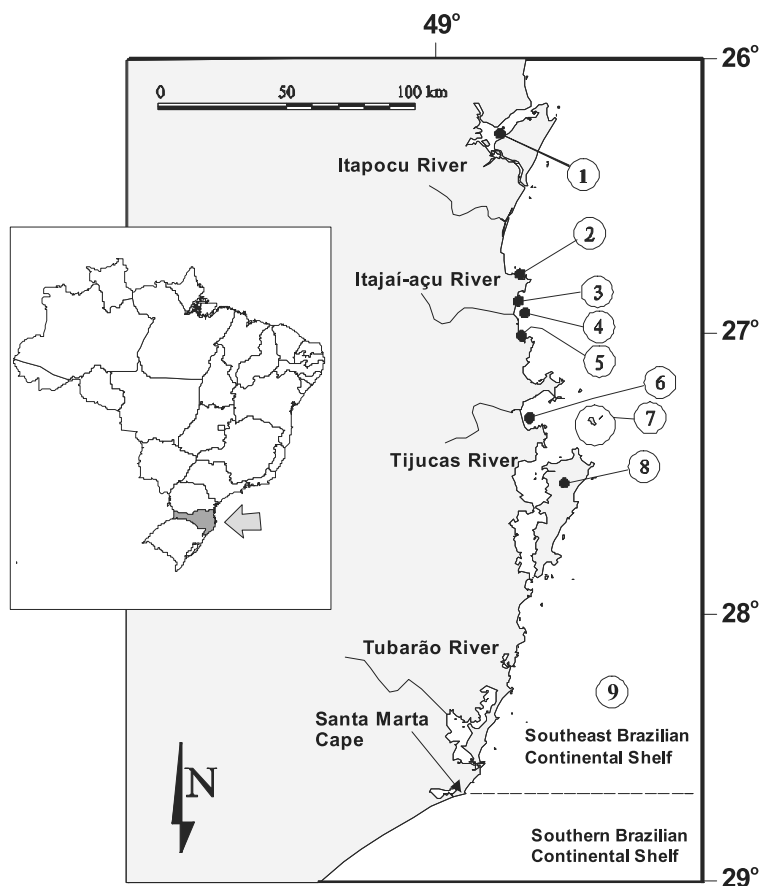 49°
26°
0
50
100 km
1
Itapocu River
2
Itajaí-açu River
3
4
27°
5
6
7
Tijucas River
8
28°
Tubarão River
9
Santa Marta
Cape
Southeast Brazilian
Continental Shelf
N
Southern Brazilian
Continental Shelf
29°